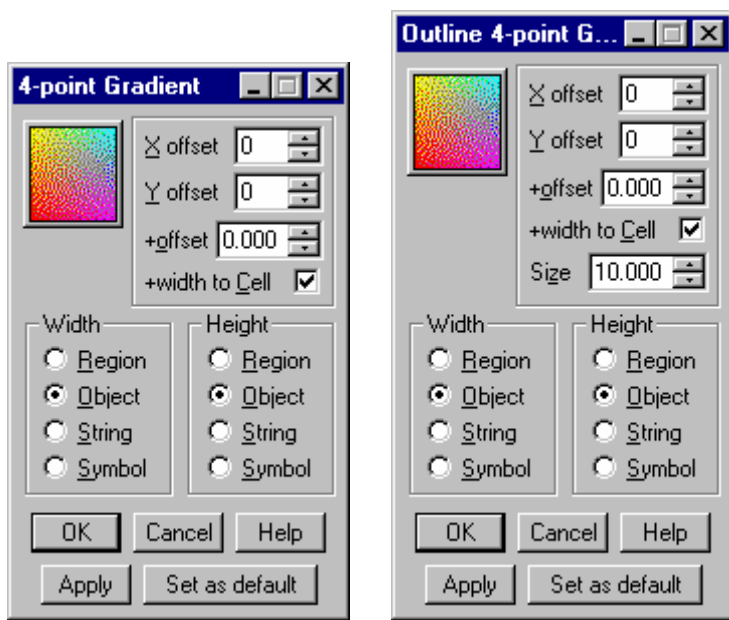 4-point Gradient
X offset 0
Y offset 0
+offset 0.000
+width to Cell
Width
Region
Object
String
Symbol
Height
Region
Object
String
Symbol
OK Cancel Help
Apply Set as default
Outline 4-point G...
X offset 0
Y offset 0
+offset 0.000
+width to Cell
Size 10.000
Width
Region
Object
String
Symbol
Height
Region
Object
String
Symbol
OK Cancel Help
Apply Set as default